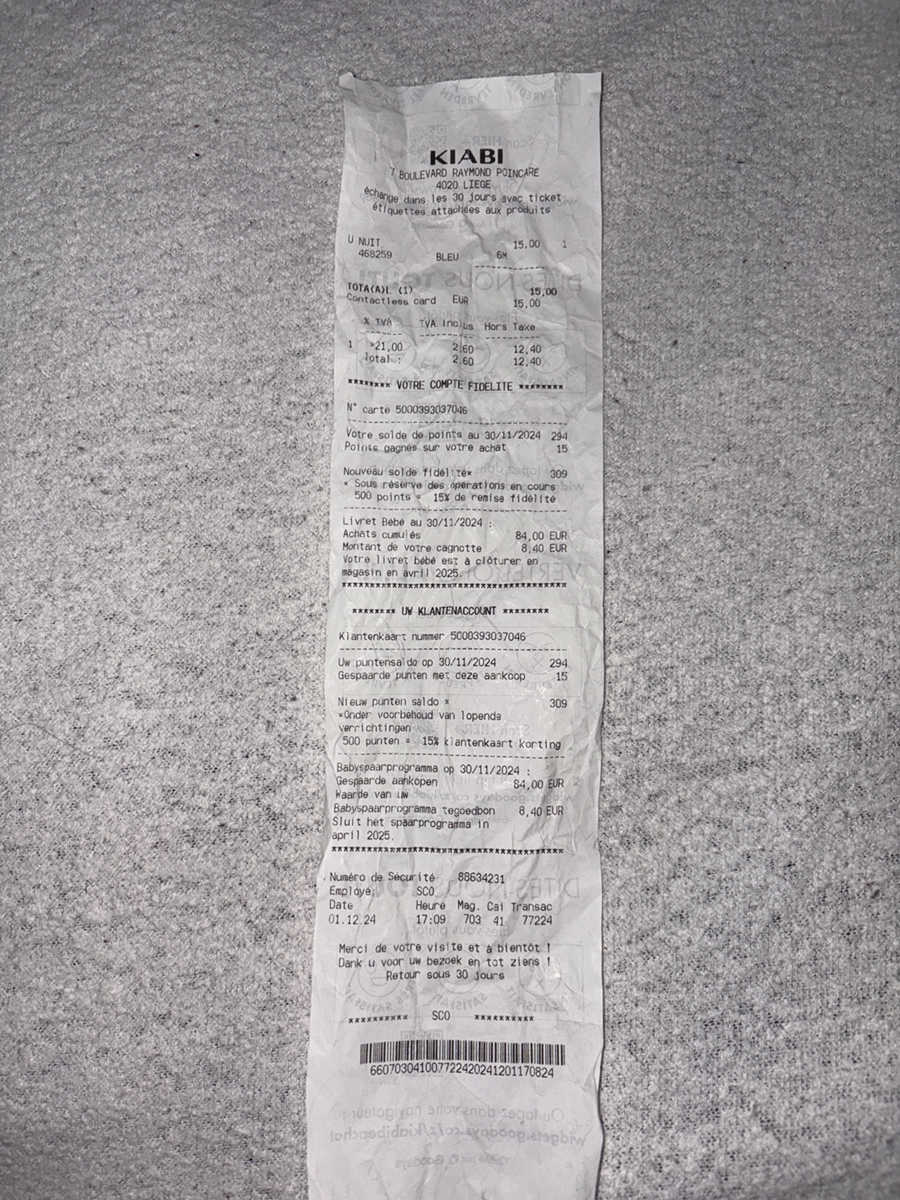 KIABI
7 BOULEVARD RAYMOND POINCARE
4020 LIEGE
échange dans les 30 jours avec ticket
étiquettes attachées aux produits
U NUIT 15,00 1
468259 BLEU 6M
TOTA(A)L (1) 15,00
Contactless card EUR 15,00
% TVA TVA inclus Hors Taxe
1 >21,00 2,60 12,40
Total : 2,60 12,40
******** VOTRE COMPTE FIDELITE ********
N° carte 5000393037046
Votre solde de points au 30/11/2024 294
Points gagnés sur votre achat 15
Nouveau solde fidélité* 309
* Sous réserve des opérations en cours
500 points = 15% de remise fidélité
Livret Bébé au 30/11/2024 :
Achats cumulés 84,00 EUR
Montant de votre cagnotte 8,40 EUR
Votre livret bébé est à clôturer en
magasin en avril 2025.
******************************************
******** UW KLANTENACCOUNT ********
Klantenkaart nummer 5000393037046
Uw puntensaldo op 30/11/2024 294
Gespaarde punten met deze aankoop 15
Nieuw punten saldo * 309
*Onder voorbehoud van lopende
verrichtingen
500 punten = 15% klantenkaart korting
Babyspaarprogramma op 30/11/2024 :
Gespaarde aankopen 84,00 EUR
Waarde van uw
Babyspaarprogramma tegoedbon 8,40 EUR
Sluit het spaarprogramma in
april 2025.
******************************************
Numéro de Sécurité 88634231
Employé: SCO
Date Heure Mag. Cai Transac
01.12.24 17:09 703 41 77224
Merci de votre visite et à bientôt !
Dank u voor uw bezoek en tot ziens !
Retour sous 30 jours
********** SCO **********
660703041007722420241201170824